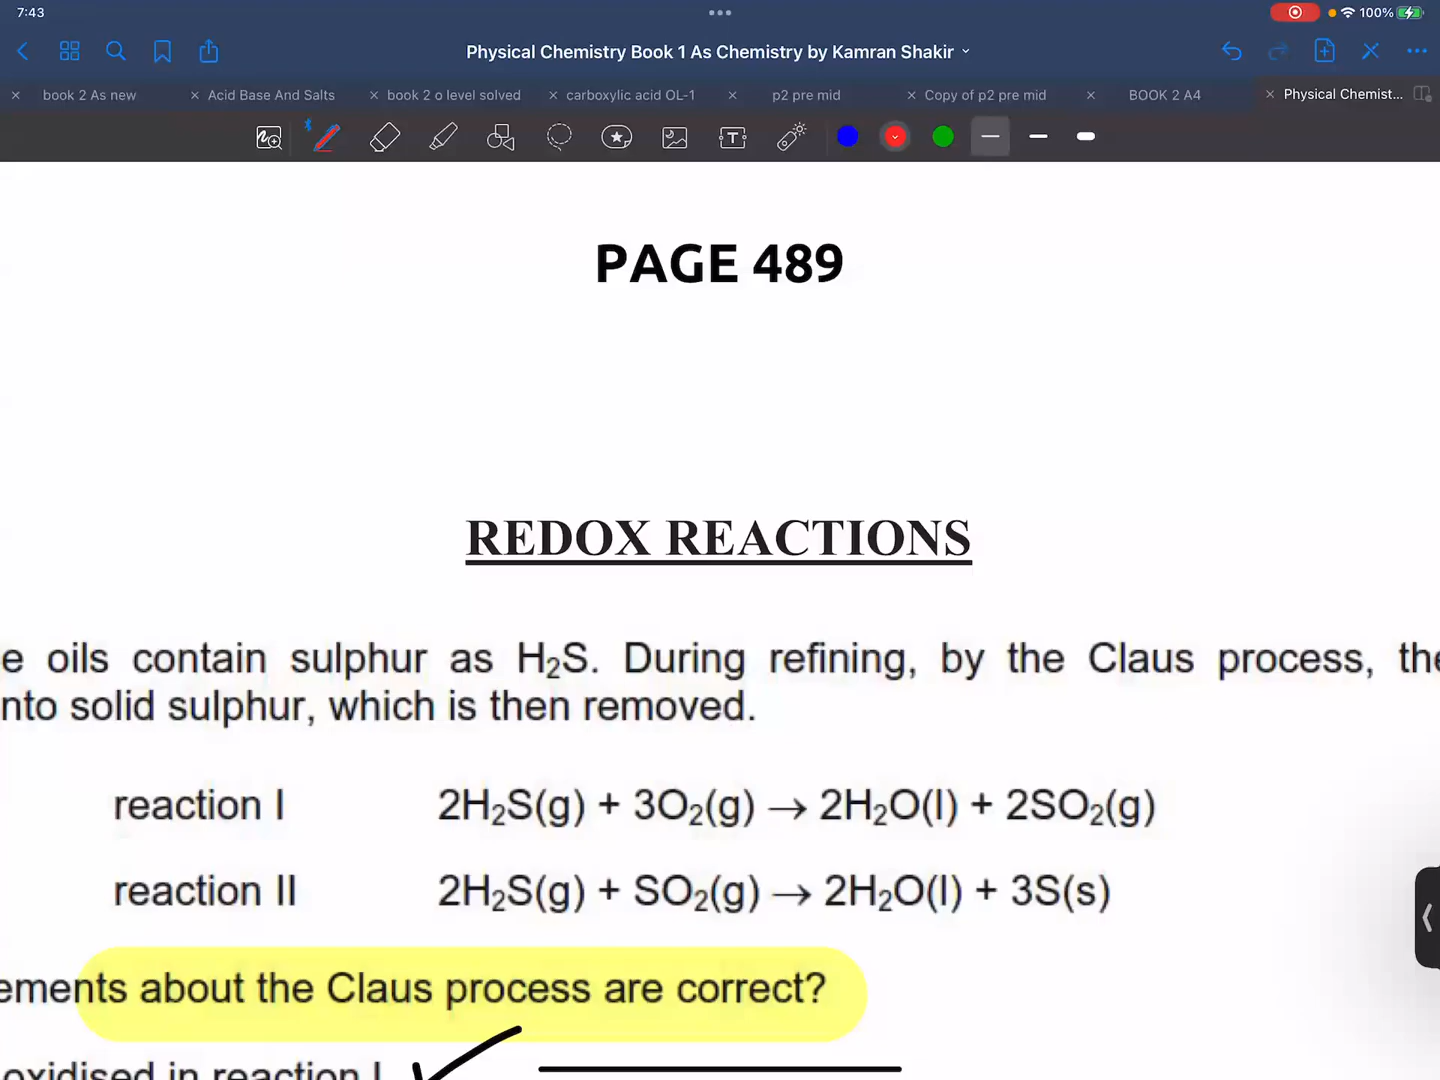 7:43
100%
Physical Chemistry Book 1 As Chemistry by Kamran Shakir
book 2 As new
Acid Base And Salts
book 2 o level solved
carboxylic acid OL-1
p2 pre mid
Copy of p2 pre mid
BOOK 2 A4
Physical Chemist...
PAGE 489
REDOX REACTIONS
e oils contain sulphur as H₂S. During refining, by the Claus process, the
nto solid sulphur, which is then removed.
reaction I 2H₂S(g) + 3O₂(g) → 2H₂O(l) + 2SO₂(g)
reaction II 2H₂S(g) + SO₂(g) → 2H₂O(l) + 3S(s)
ements about the Claus process are correct?
oxidised in reaction I